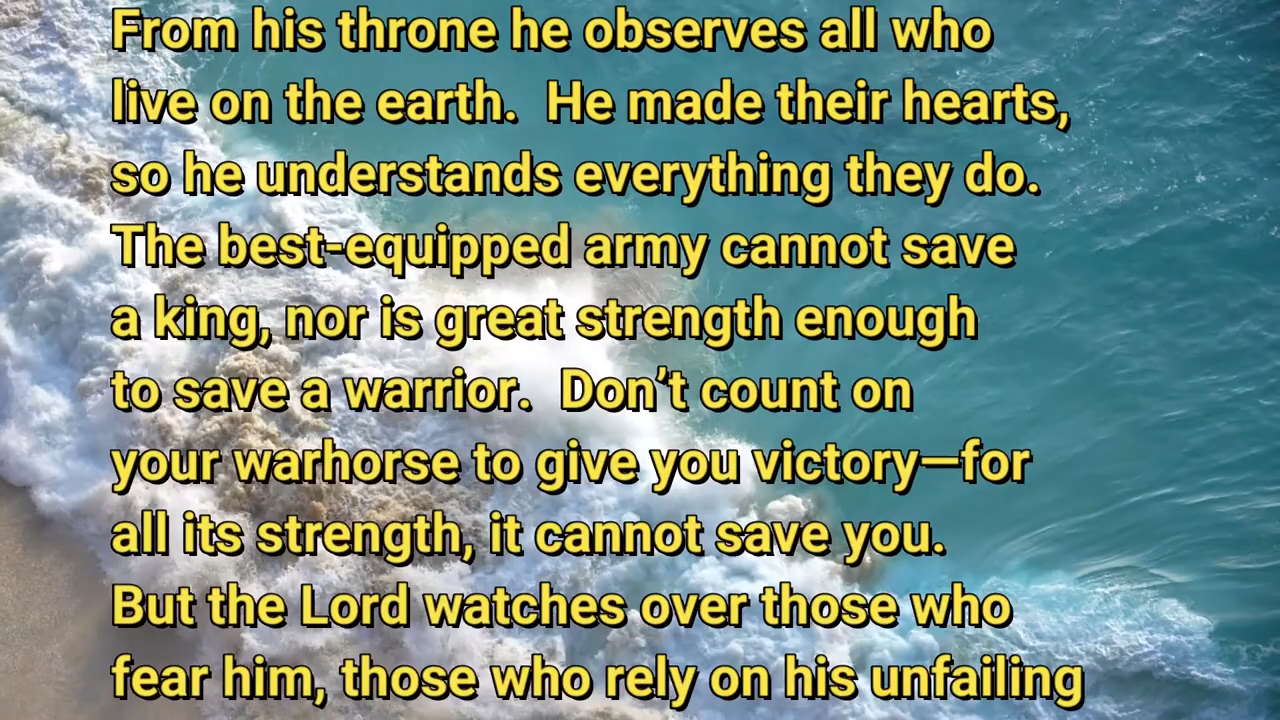 From his throne he observes all who
live on the earth.  He made their hearts,
so he understands everything they do.
The best-equipped army cannot save
a king, nor is great strength enough
to save a warrior.  Don’t count on
your warhorse to give you victory—for
all its strength, it cannot save you.
But the Lord watches over those who
fear him, those who rely on his unfailing